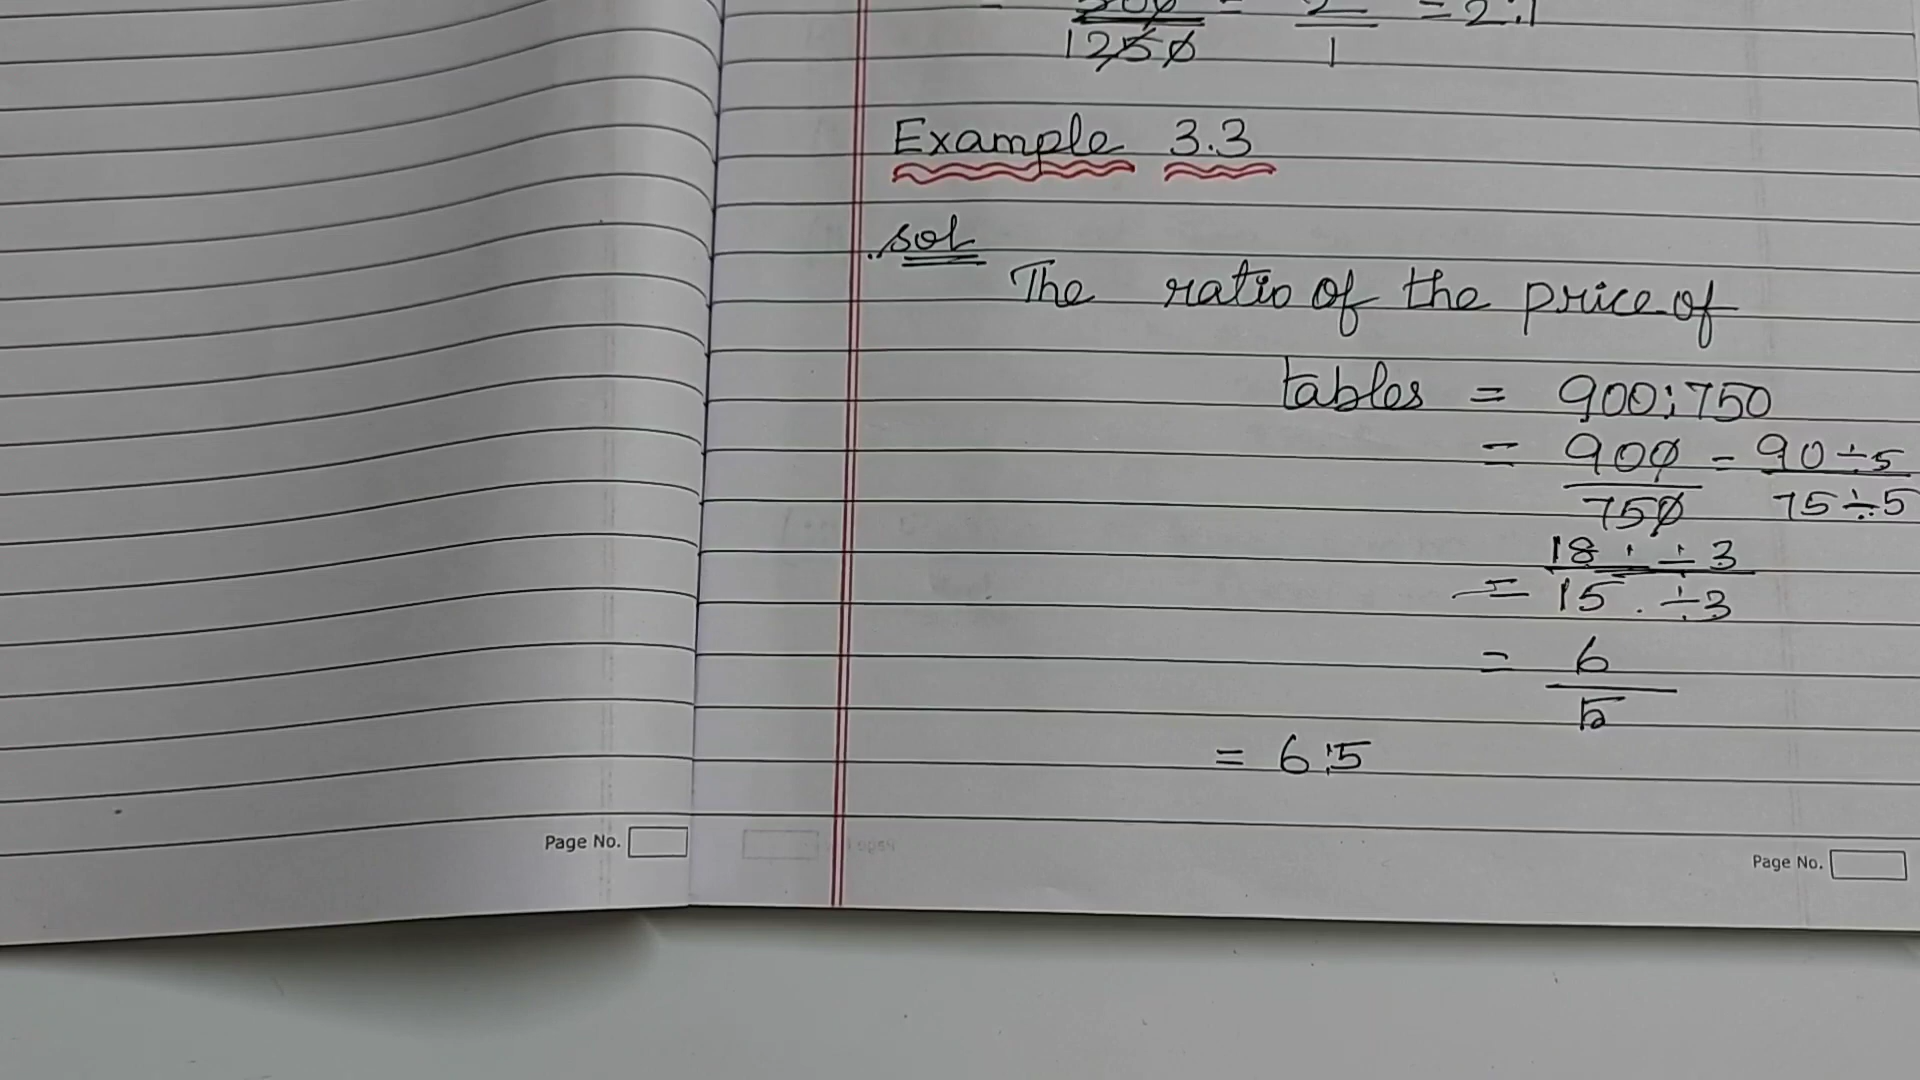 = 2:1
1250 1
Example 3.3
sol
The ratio of the price of
tables = 900:750
= 900/750 = 90÷5/75÷5
= 18÷3/15÷3
= 6/5
= 6:5
Page No.
Page No.